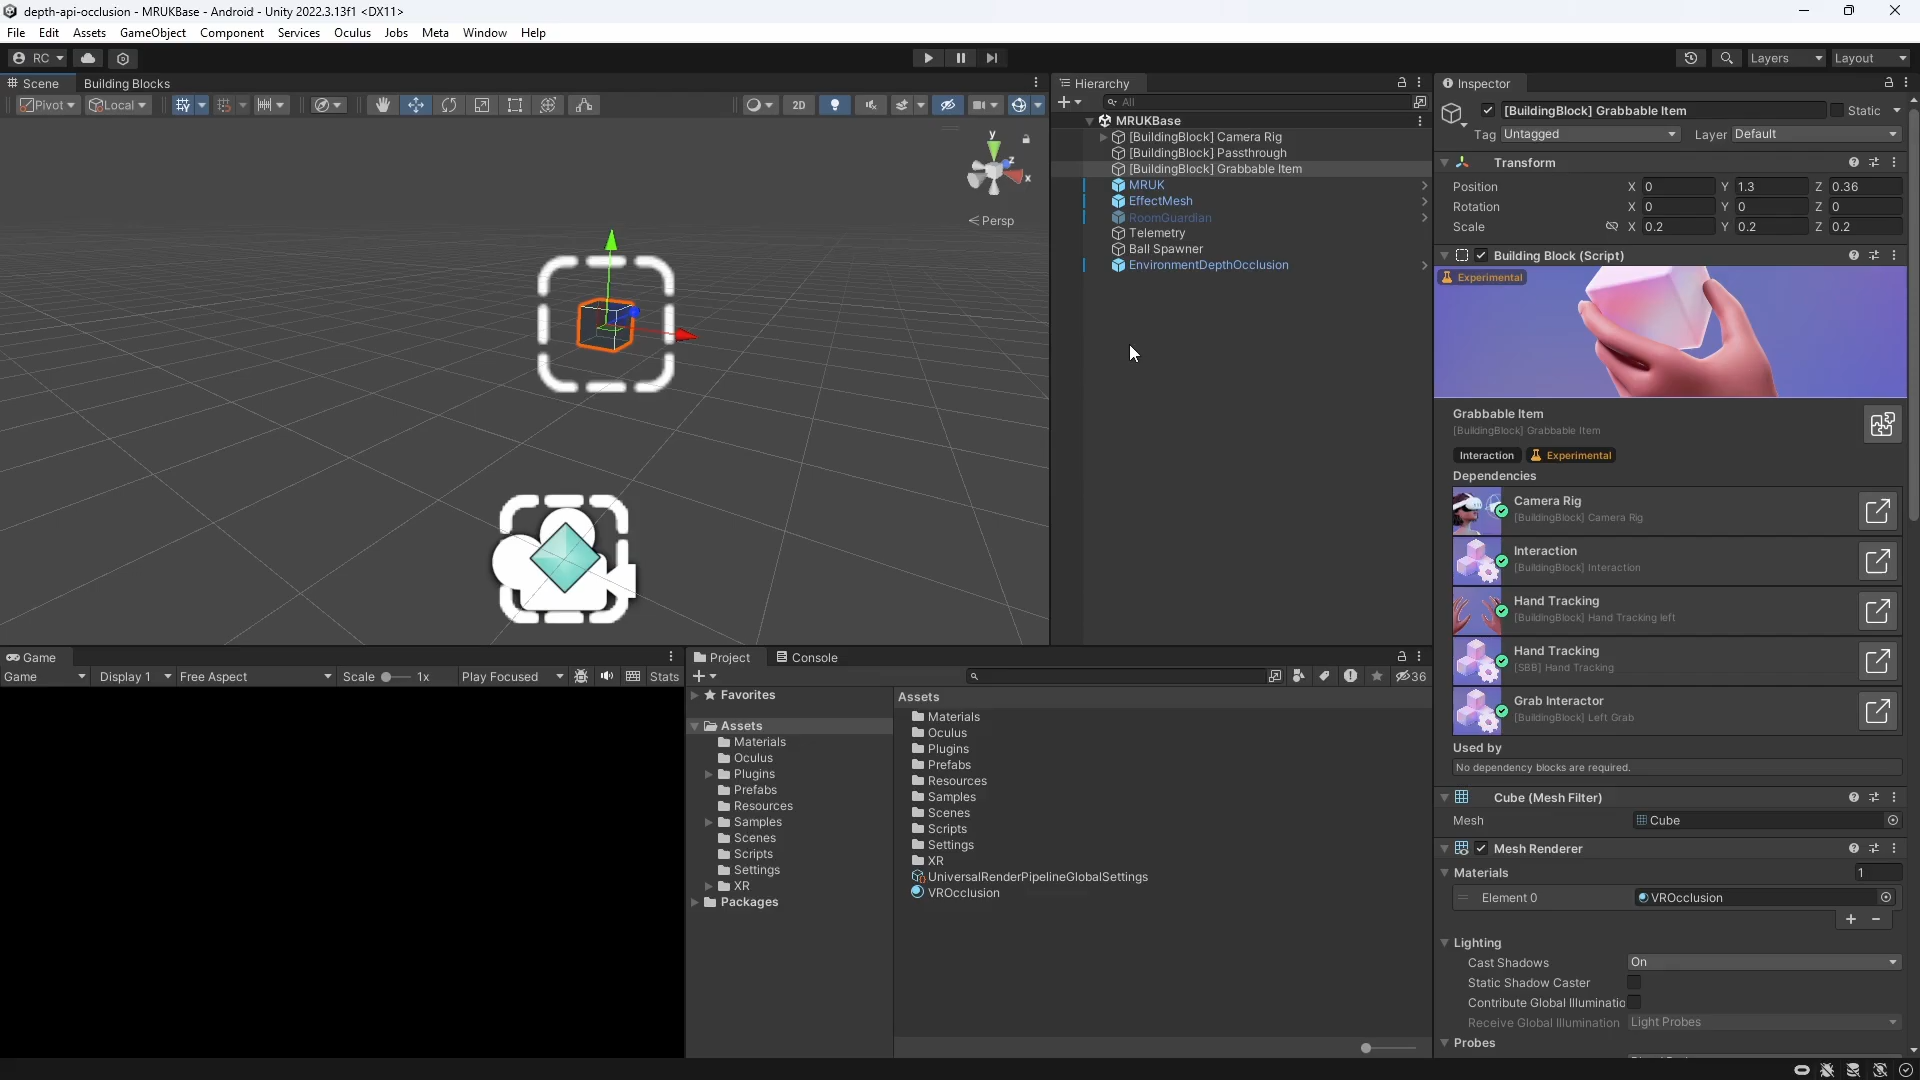 depth-api-occlusion - MRUKBase - Android - Unity 2022.3.13f1 <DX11>
File Edit Assets GameObject Component Services Oculus Jobs Meta Window Help
RC
Layers
Layout
Scene
Building Blocks
Pivot
Local
2D
y
z
x
Persp
Hierarchy
All
MRUKBase
[BuildingBlock] Camera Rig
[BuildingBlock] Passthrough
[BuildingBlock] Grabbable Item
MRUK
EffectMesh
RoomGuardian
Telemetry
Ball Spawner
EnvironmentDepthOcclusion
Inspector
[BuildingBlock] Grabbable Item
Static
Tag Untagged
Layer Default
Transform
Position X 0 Y 1.3 Z 0.36
Rotation X 0 Y 0 Z 0
Scale X 0.2 Y 0.2 Z 0.2
Building Block (Script)
Experimental
Grabbable Item
[BuildingBlock] Grabbable Item
Interaction Experimental
Dependencies
Camera Rig
[BuildingBlock] Camera Rig
Interaction
[BuildingBlock] Interaction
Hand Tracking
[BuildingBlock] Hand Tracking left
Hand Tracking
[SBB] Hand Tracking
Grab Interactor
[BuildingBlock] Left Grab
Used by
No dependency blocks are required.
Cube (Mesh Filter)
Mesh Cube
Mesh Renderer
Materials 1
Element 0 VROcclusion
Lighting
Cast Shadows On
Static Shadow Caster
Contribute Global Illuminatio
Receive Global Illumination Light Probes
Probes
Game
Game Display 1 Free Aspect Scale 1x Play Focused Stats
Project
Console
36
Favorites
Assets
Materials
Oculus
Plugins
Prefabs
Resources
Samples
Scenes
Scripts
Settings
XR
Packages
Assets
Materials
Oculus
Plugins
Prefabs
Resources
Samples
Scenes
Scripts
Settings
XR
UniversalRenderPipelineGlobalSettings
VROcclusion